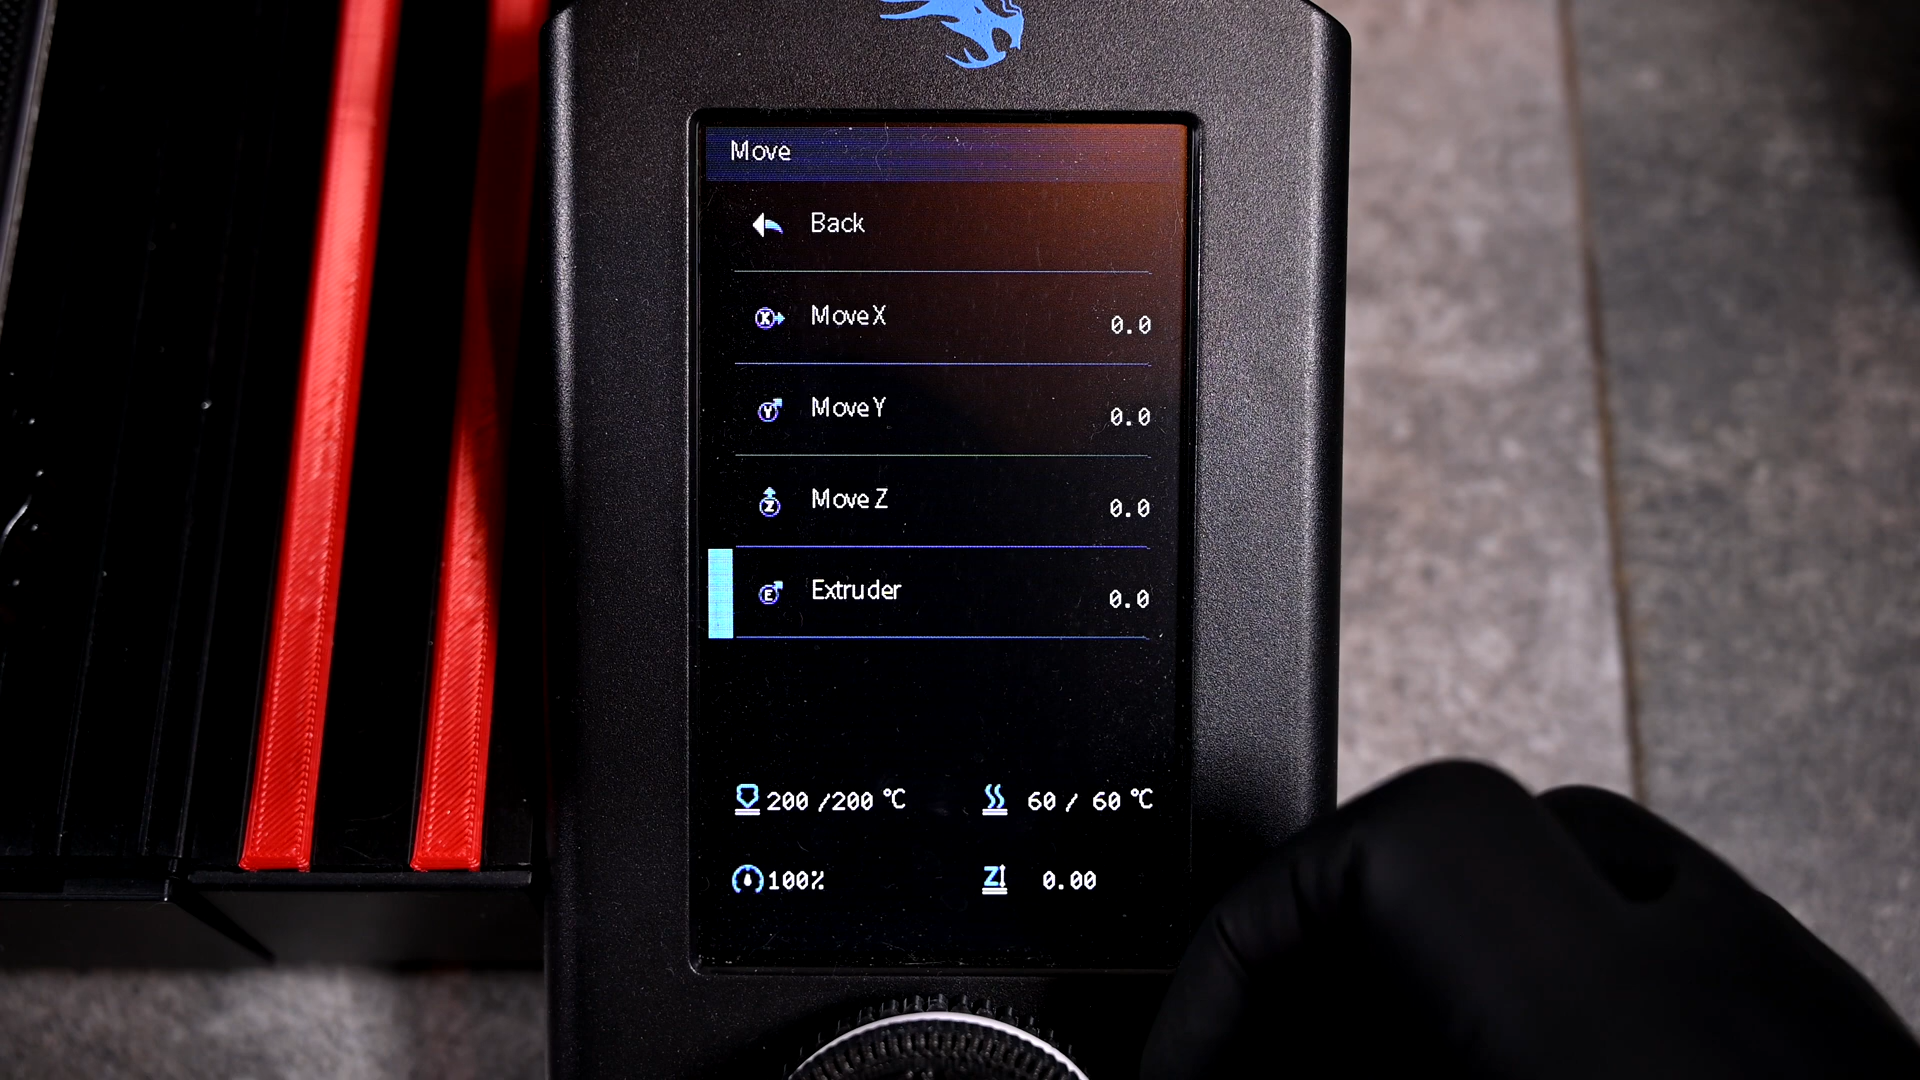 Move
Back
X Move X 0.0
Y Move Y 0.0
Z Move Z 0.0
E Extruder 0.0
200 /200 ℃ 60 / 60 ℃
100% Z 0.00